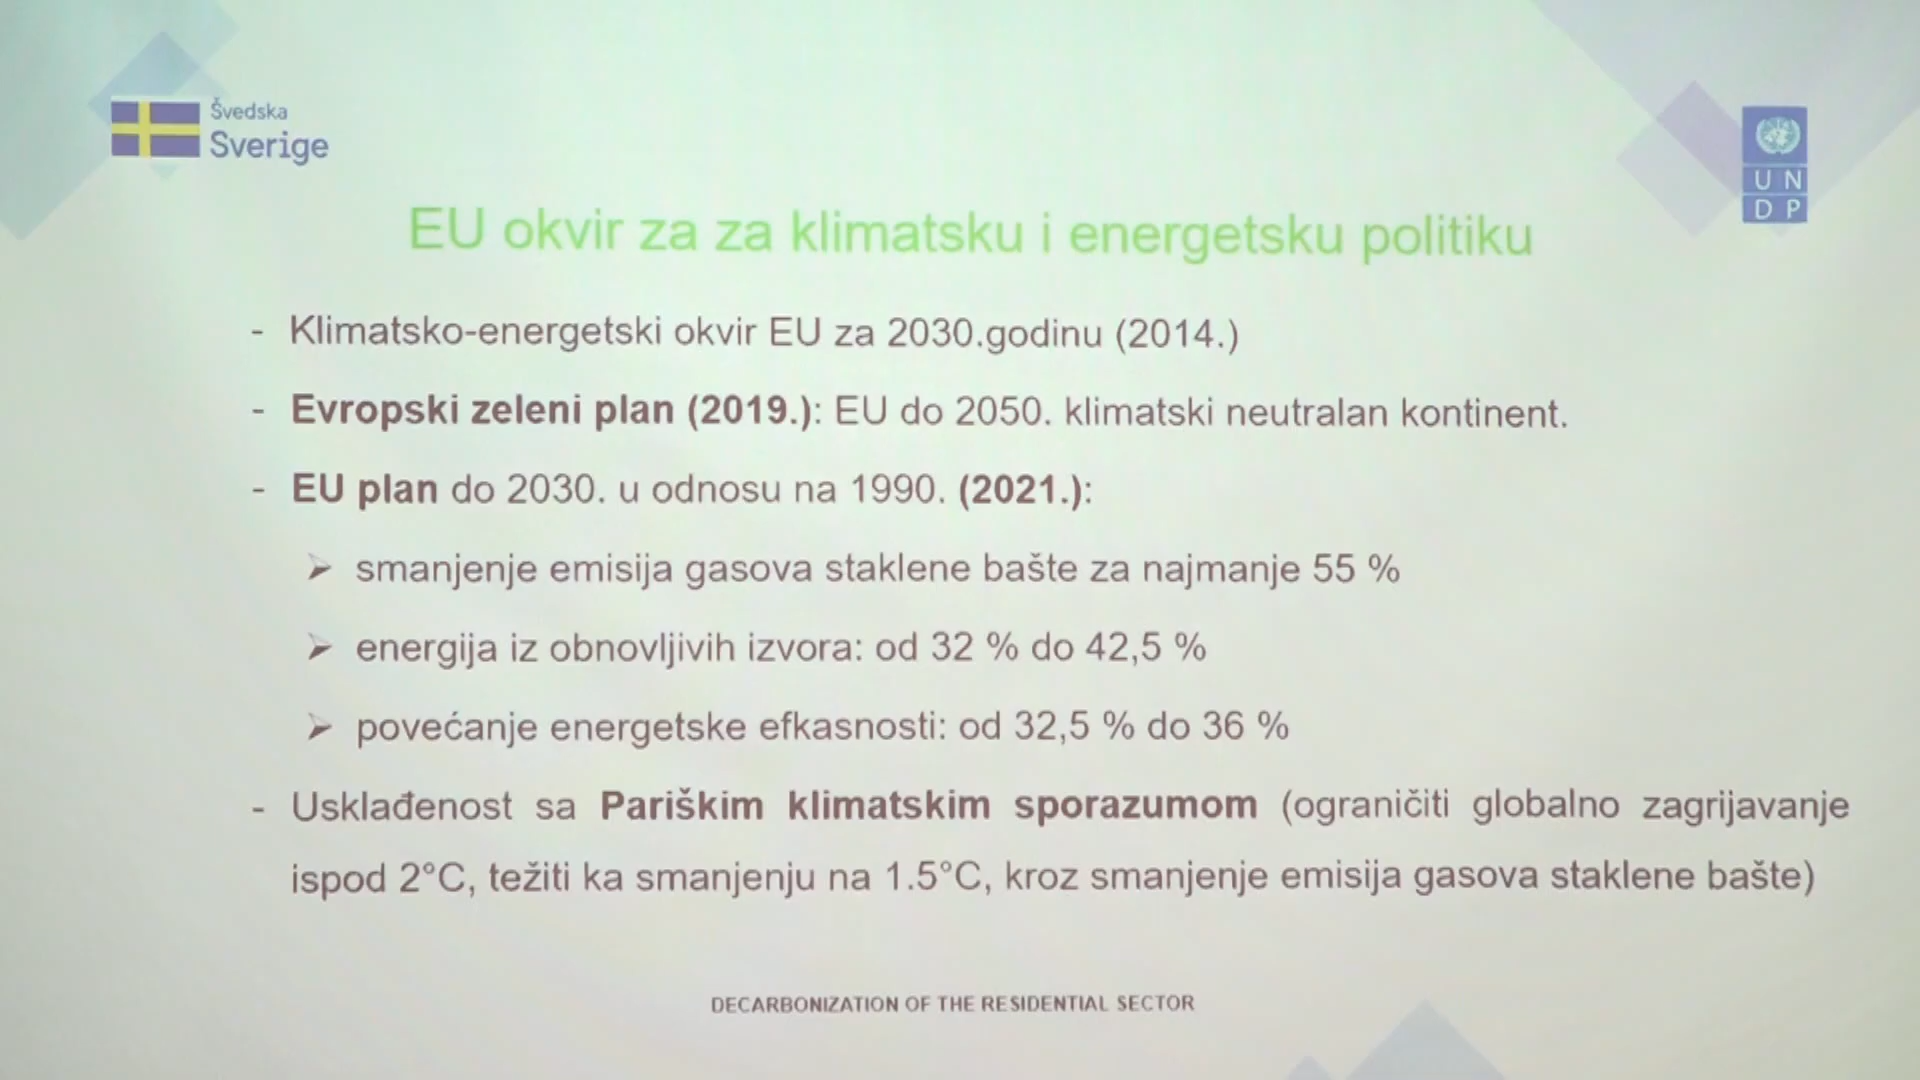 Švedska
Sverige
U N
D P
EU okvir za za klimatsku i energetsku politiku
- Klimatsko-energetski okvir EU za 2030.godinu (2014.)
- Evropski zeleni plan (2019.): EU do 2050. klimatski neutralan kontinent.
- EU plan do 2030. u odnosu na 1990. (2021.):
➢ smanjenje emisija gasova staklene bašte za najmanje 55 %
➢ energija iz obnovljivih izvora: od 32 % do 42,5 %
➢ povećanje energetske efkasnosti: od 32,5 % do 36 %
- Usklađenost sa Pariškim klimatskim sporazumom (ograničiti globalno zagrijavanje
ispod 2°C, težiti ka smanjenju na 1.5°C, kroz smanjenje emisija gasova staklene bašte)
DECARBONIZATION OF THE RESIDENTIAL SECTOR